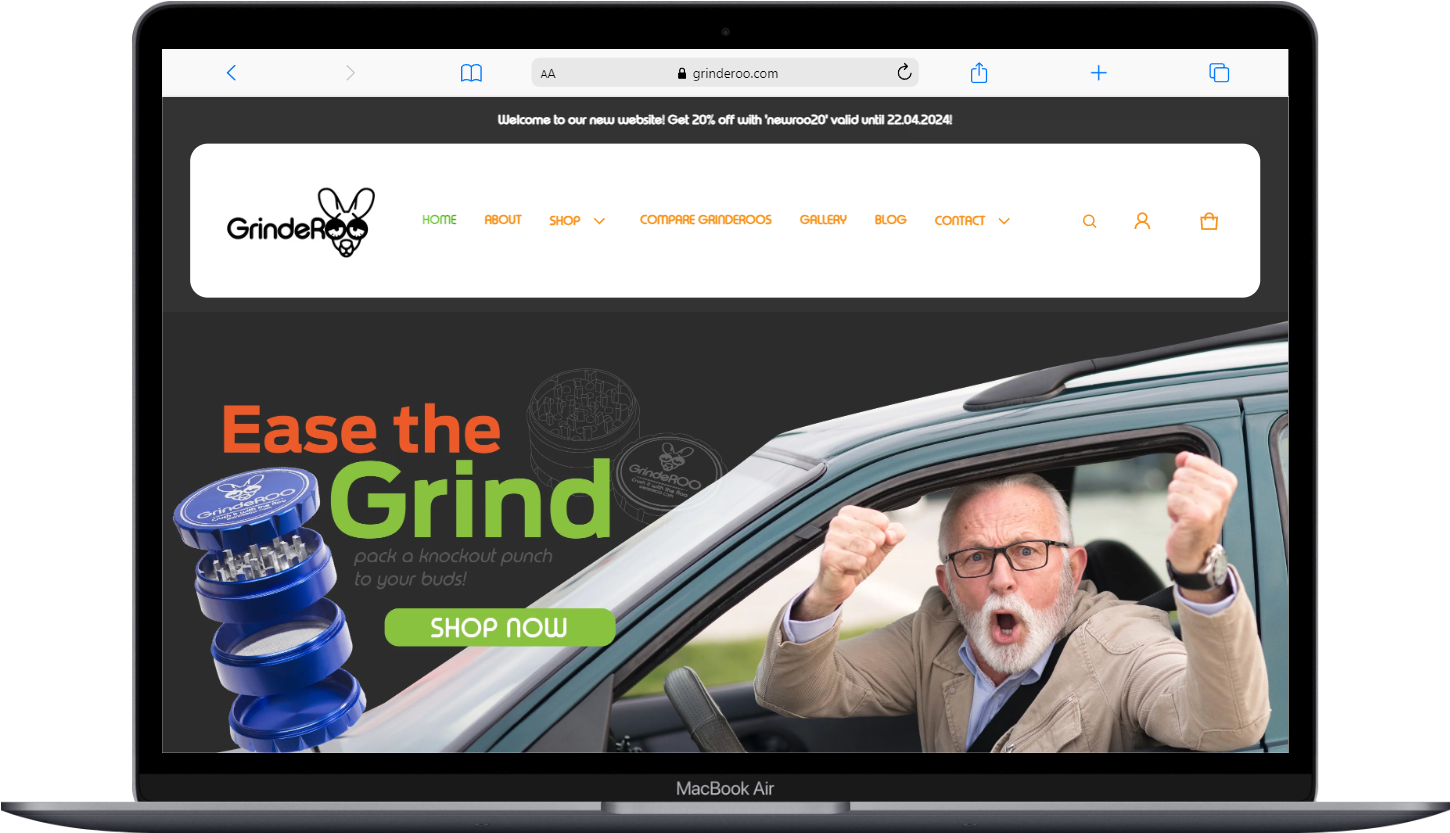 AA
grinderoo.com
Welcome to our new website! Get 20% off with 'newroo20' valid until 22.04.2024!
GrindeROO
HOME ABOUT SHOP COMPARE GRINDEROOS GALLERY BLOG CONTACT
Ease the
Grind
GrindeROO
GrindeROO
pack a knockout punch
to your buds!
SHOP NOW
MacBook Air